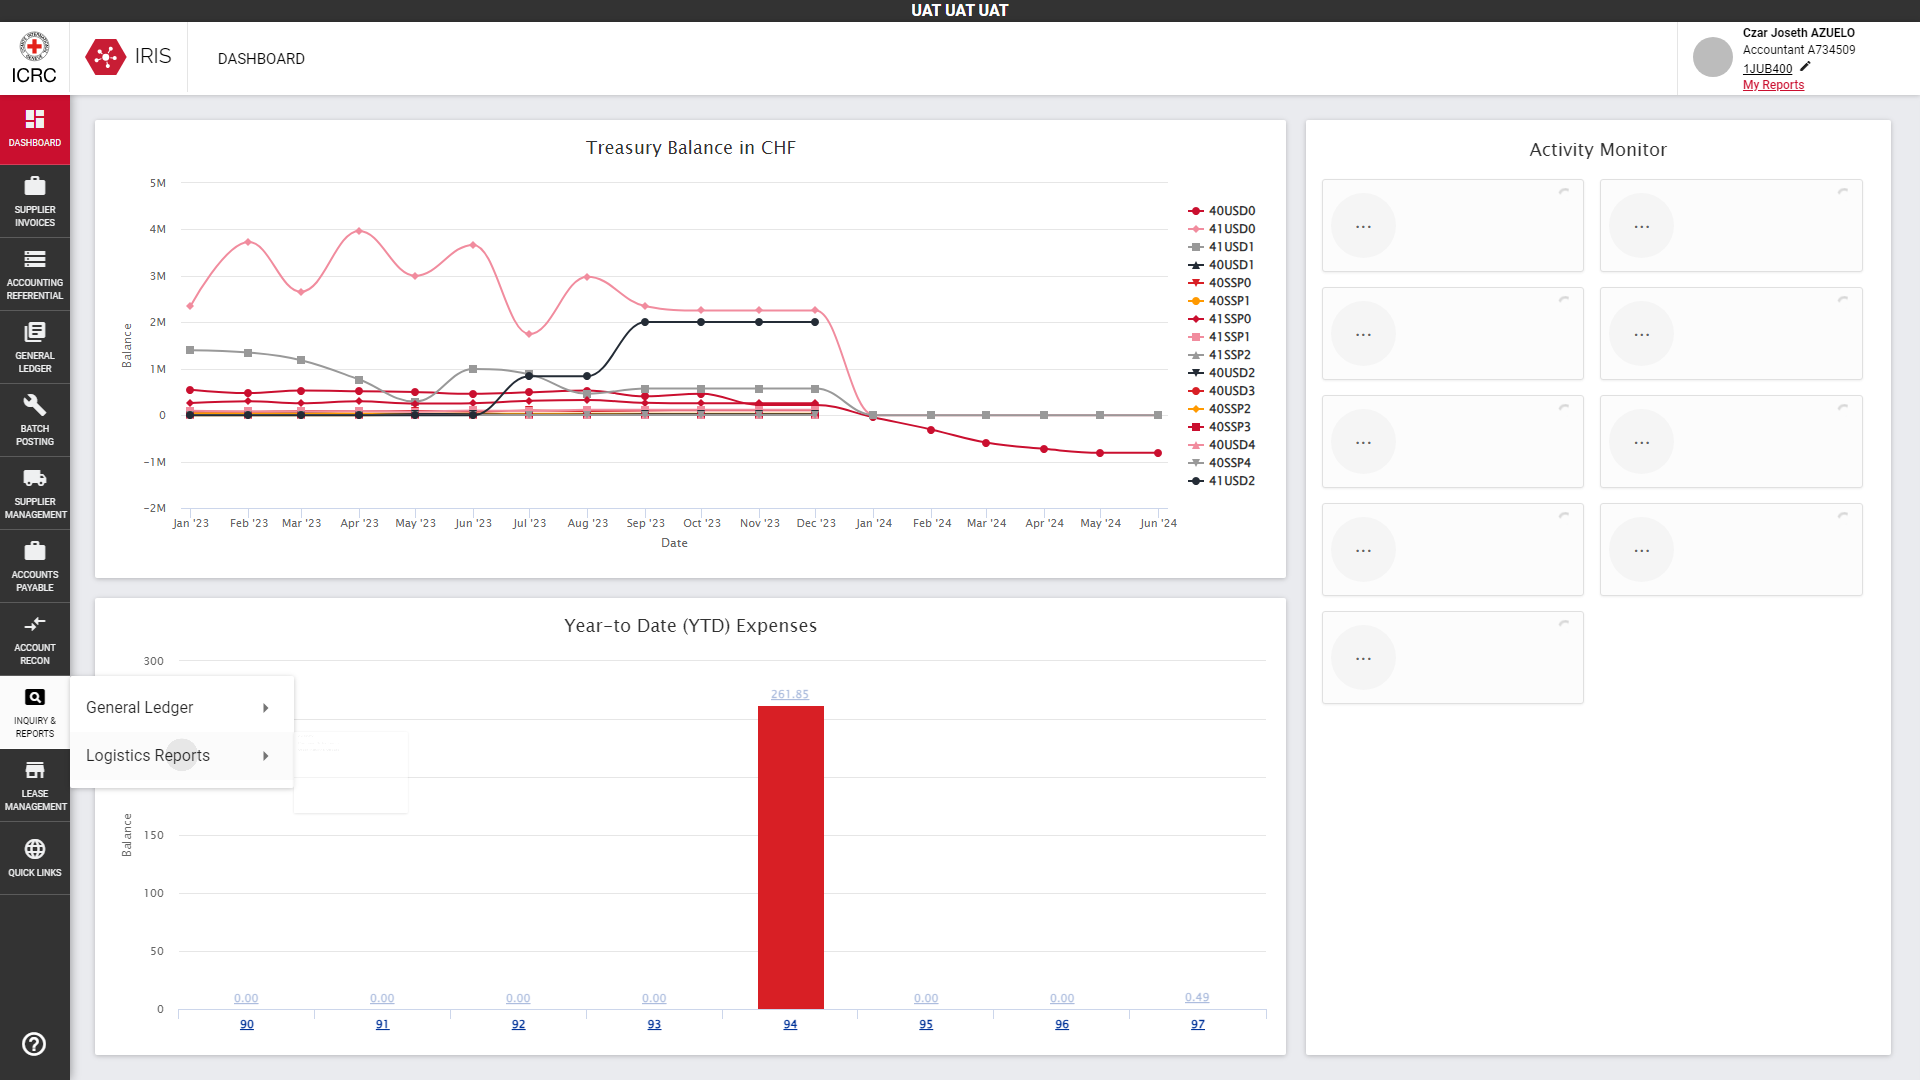 UAT UAT UAT
ICRC
IRIS
DASHBOARD
Czar Joseth AZUELO
Accountant A734509
1JUB400
My Reports
DASHBOARD
SUPPLIER
INVOICES
ACCOUNTING
REFERENTIAL
GENERAL
LEDGER
BATCH
POSTING
SUPPLIER
MANAGEMENT
ACCOUNTS
PAYABLE
ACCOUNT
RECON
INQUIRY &
REPORTS
LEASE
MANAGEMENT
QUICK LINKS
General Ledger
Logistics Reports
Treasury Balance in CHF
Balance
5M
4M
3M
2M
1M
0
-1M
-2M
Jan '23 Feb '23 Mar '23 Apr '23 May '23 Jun '23 Jul '23 Aug '23 Sep '23 Oct '23 Nov '23 Dec '23 Jan '24 Feb '24 Mar '24 Apr '24 May '24 Jun '24
Date
40USD0
41USD0
41USD1
40USD1
40SSP0
40SSP1
41SSP0
41SSP1
41SSP2
40USD2
40USD3
40SSP2
40SSP3
40USD4
40SSP4
41USD2
Year-to Date (YTD) Expenses
Balance
300
150
100
50
0
0.00 0.00 0.00 0.00 261.85 0.00 0.00 0.49
90 91 92 93 94 95 96 97
Activity Monitor
... ...
... ...
... ...
... ...
...